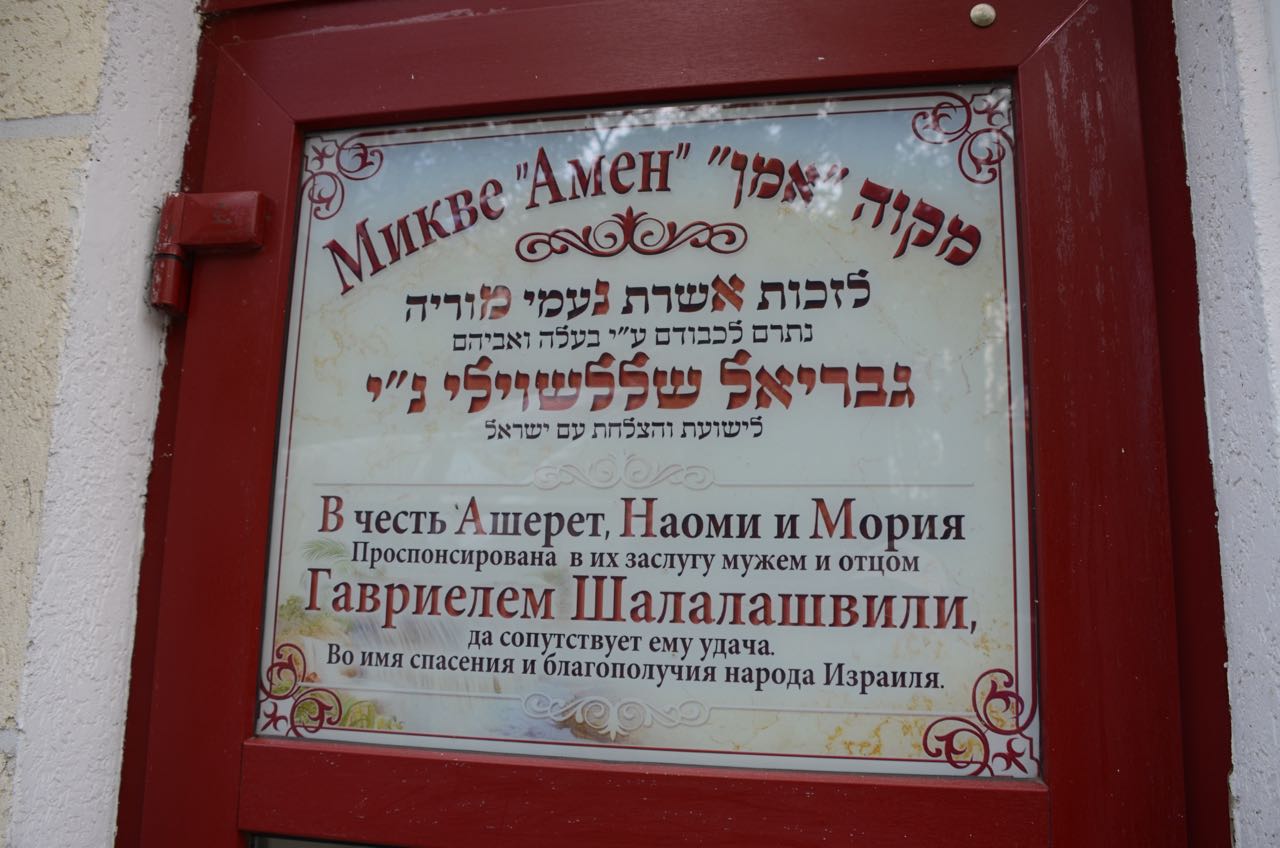 Микве "Амен" מקוה "אמן"
לזכות אשרת נעמי מוריה
נתרם לכבודם ע״י בעלה ואביהם
גבריאל שללשוילי נ״י
לישועת והצלחת עם ישראל
В честь Ашерет, Наоми и Мория
Проспонсирована в их заслугу мужем и отцом
Гавриелем Шалалашвили,
да сопутствует ему удача.
Во имя спасения и благополучия народа Израиля.